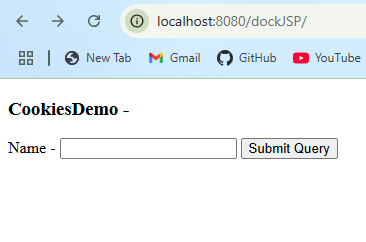 localhost:8080/dockJSP/
New Tab Gmail GitHub YouTube
CookiesDemo -
Name - Submit Query